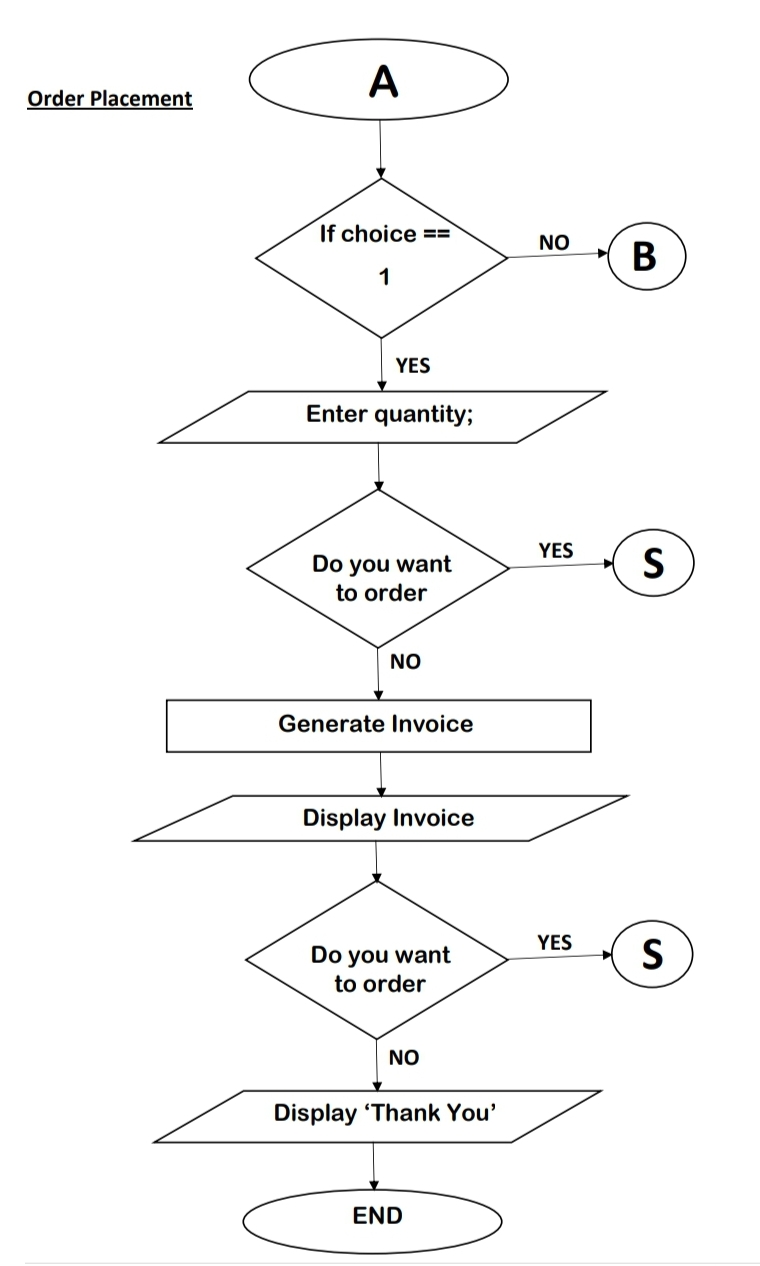 A
Order Placement
If choice ==
1
NO
B
YES
Enter quantity;
Do you want
to order
YES
S
NO
Generate Invoice
Display Invoice
Do you want
to order
YES
S
NO
Display ‘Thank You’
END